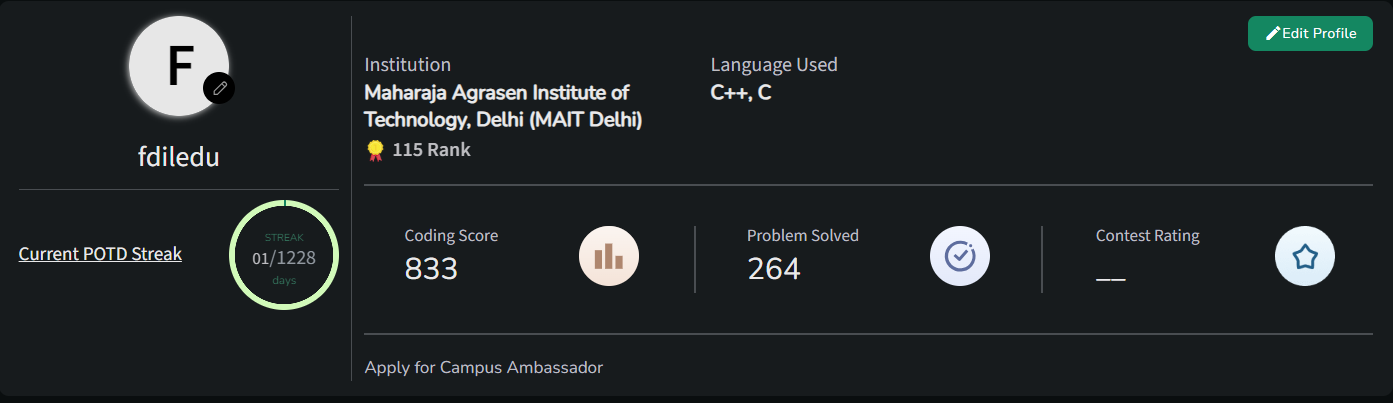 F
fdiledu
Current POTD Streak
STREAK
01/1228
days
Edit Profile
Institution
Maharaja Agrasen Institute of
Technology, Delhi (MAIT Delhi)
115 Rank
Language Used
C++, C
Coding Score
833
Problem Solved
264
Contest Rating
__
Apply for Campus Ambassador